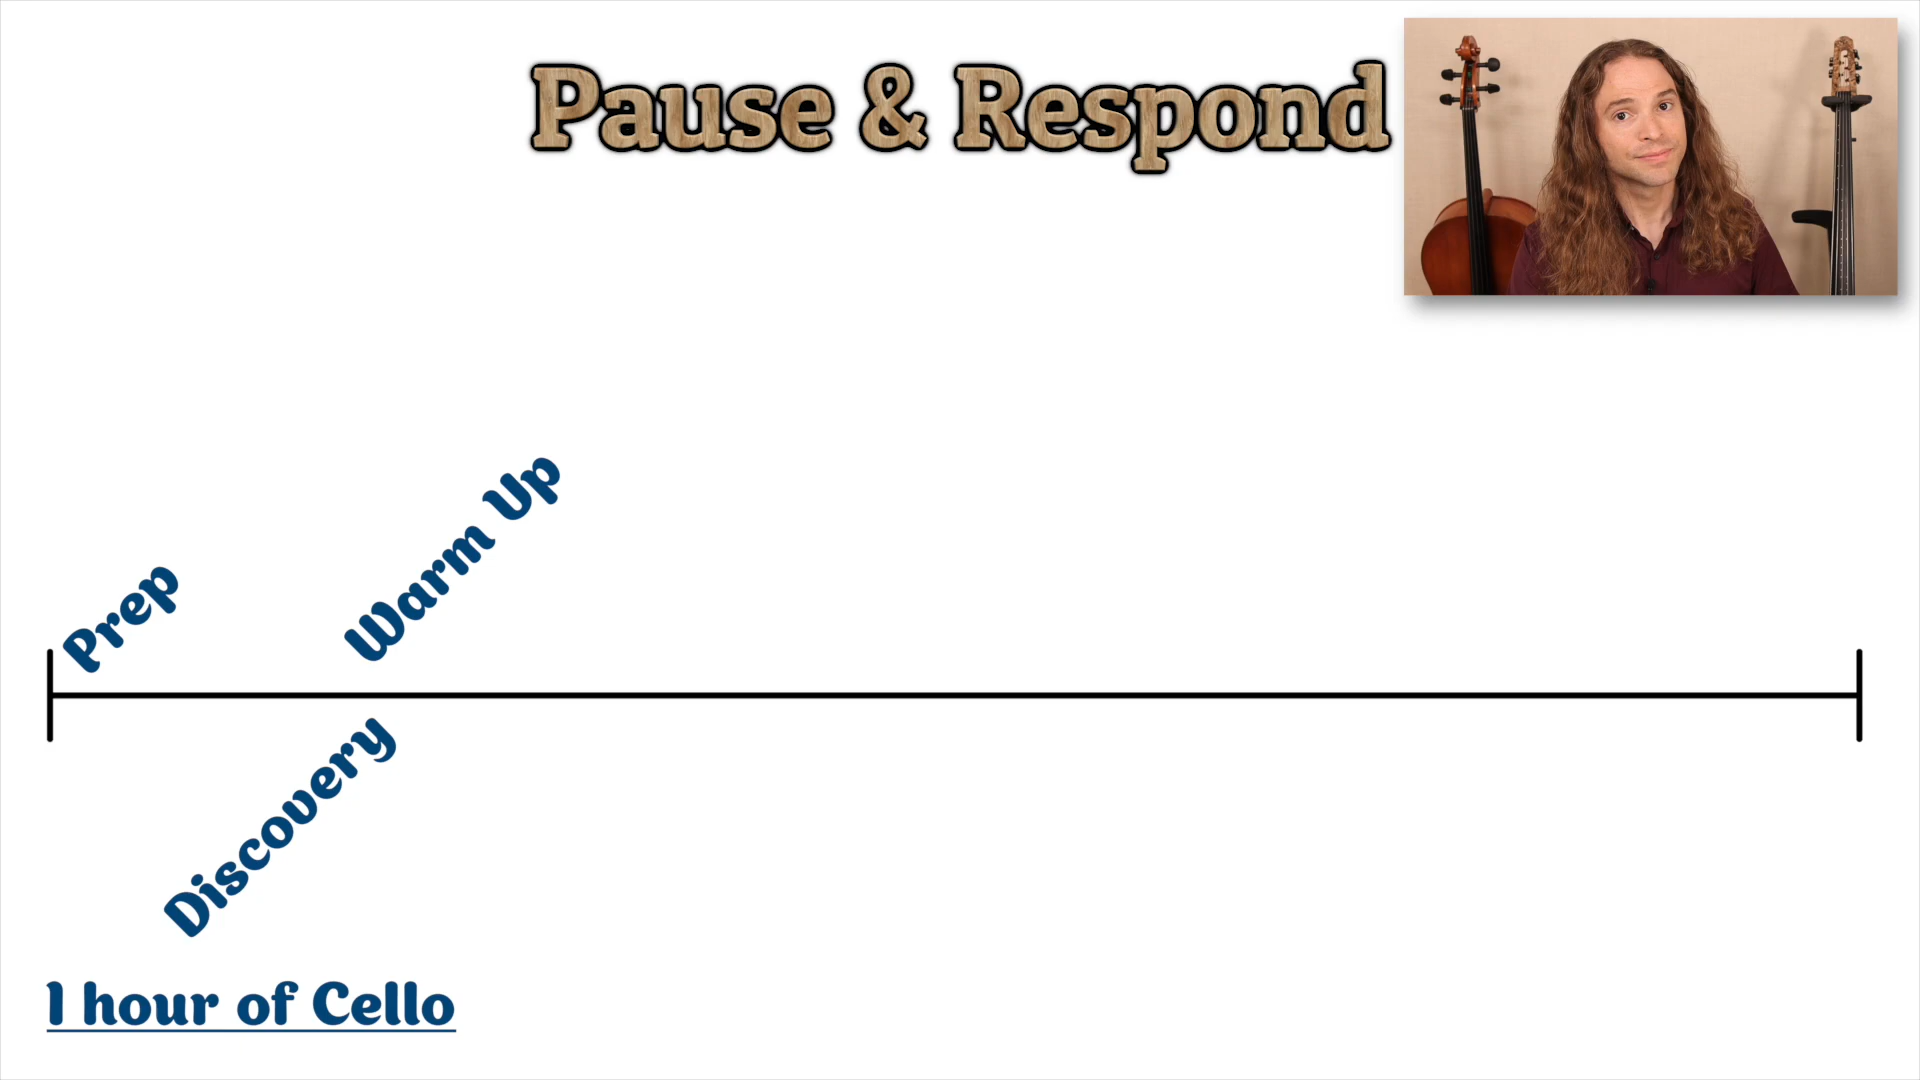 Pause & Respond
Prep
Warm Up
Discovery
1 hour of Cello